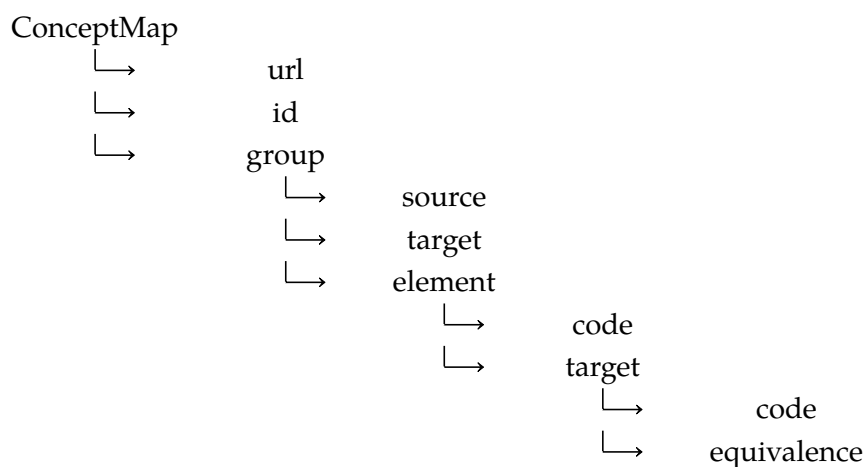 ConceptMap
url
id
group
source
target
element
code
target
code
equivalence